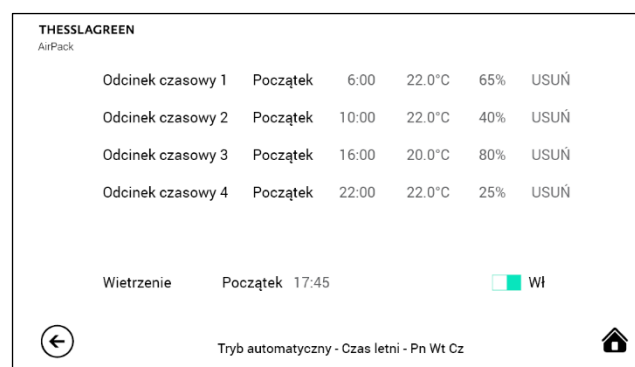 THESSLAGREEN
AirPack
Odcinek czasowy 1 Początek 6:00 22.0°C 65% USUŃ
Odcinek czasowy 2 Początek 10:00 22.0°C 40% USUŃ
Odcinek czasowy 3 Początek 16:00 20.0°C 80% USUŃ
Odcinek czasowy 4 Początek 22:00 22.0°C 25% USUŃ
Wietrzenie Początek 17:45 Wł
Tryb automatyczny - Czas letni - Pn Wt Cz